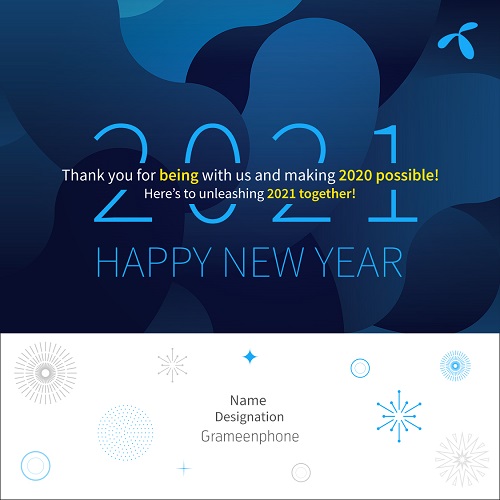 2021
Thank you for being with us and making 2020 possible!
Here's to unleashing 2021 together!
HAPPY NEW YEAR
Name
Designation
Grameenphone